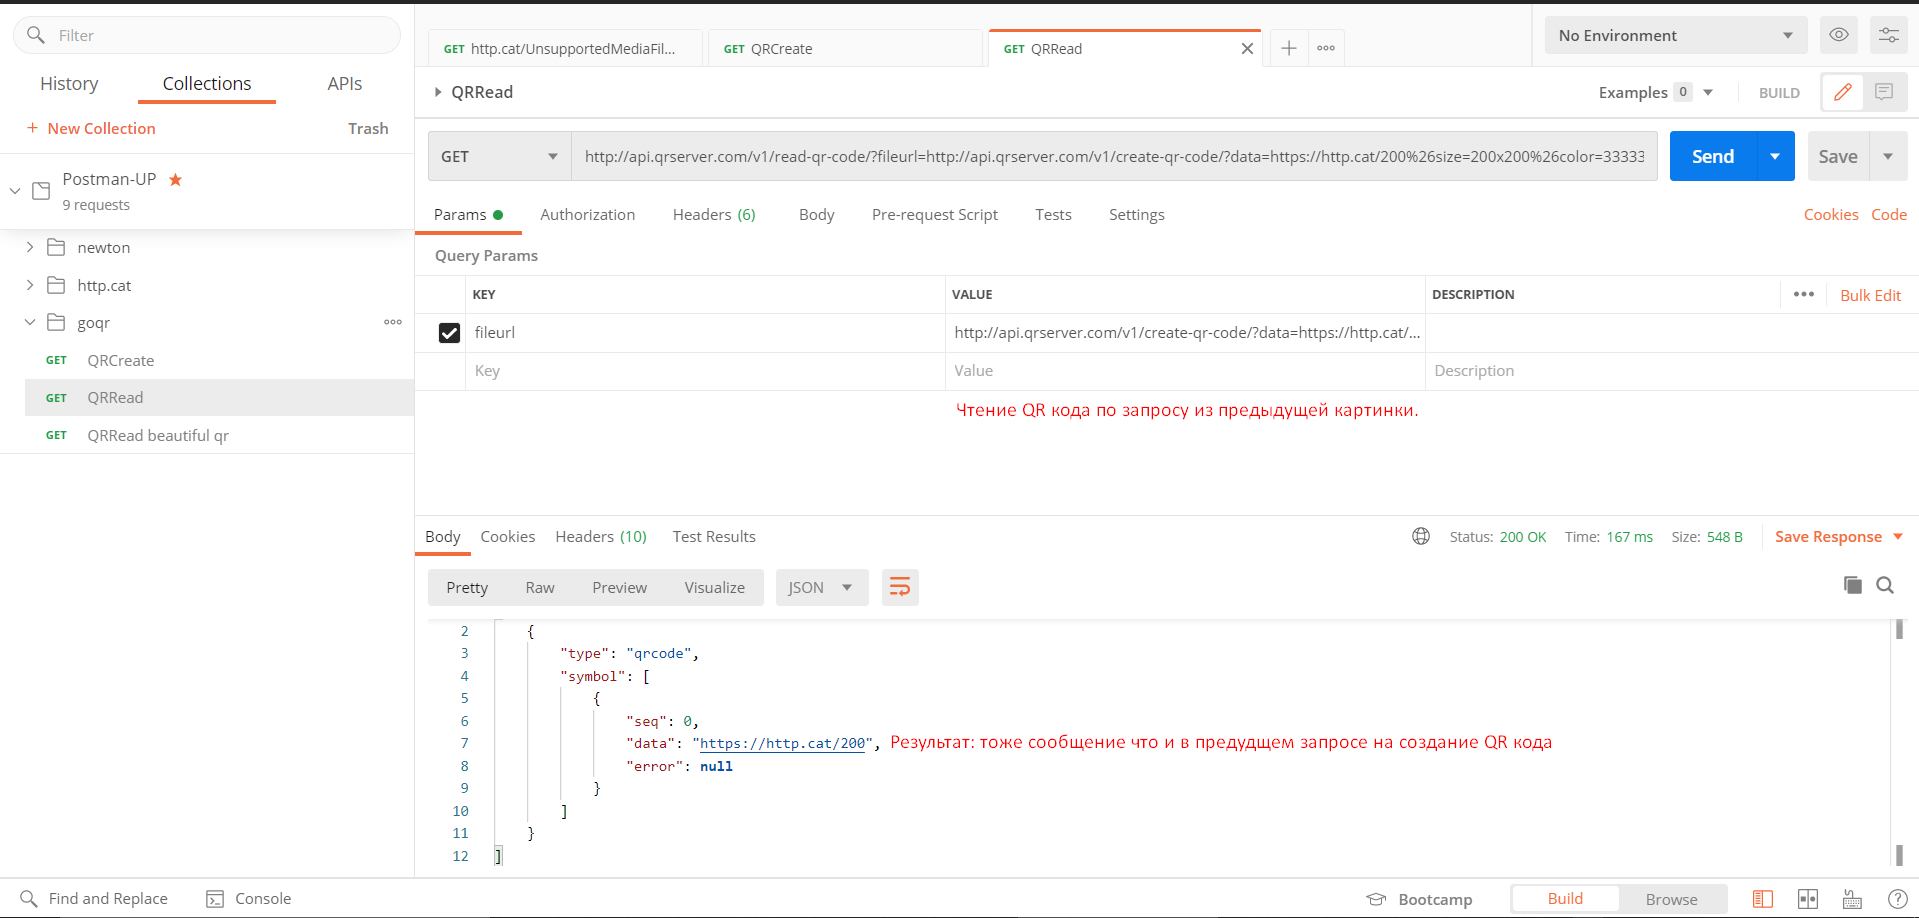 Filter
History Collections APIs
+ New Collection Trash
Postman-UP
9 requests
newton
http.cat
goqr
GET QRCreate
GET QRRead
GET QRRead beautiful qr
GET http.cat/UnsupportedMediaFil... GET QRCreate GET QRRead
No Environment
QRRead
Examples 0 BUILD
GET http://api.qrserver.com/v1/read-qr-code/?fileurl=http://api.qrserver.com/v1/create-qr-code/?data=https://http.cat/200%26size=200x200%26color=33333 Send Save
Params Authorization Headers (6) Body Pre-request Script Tests Settings Cookies Code
Query Params
KEY VALUE DESCRIPTION ••• Bulk Edit
fileurl http://api.qrserver.com/v1/create-qr-code/?data=https://http.cat/...
Key Value Description
Чтение QR кода по запросу из предыдущей картинки.
Body Cookies Headers (10) Test Results Status: 200 OK Time: 167 ms Size: 548 B Save Response
Pretty Raw Preview Visualize JSON
2 {
3 "type": "qrcode",
4 "symbol": [
5 {
6 "seq": 0,
7 "data": "https://http.cat/200", Результат: тоже сообщение что и в предудщем запросе на создание QR кода
8 "error": null
9 }
10 ]
11 }
12 ]
Find and Replace Console Bootcamp Build Browse